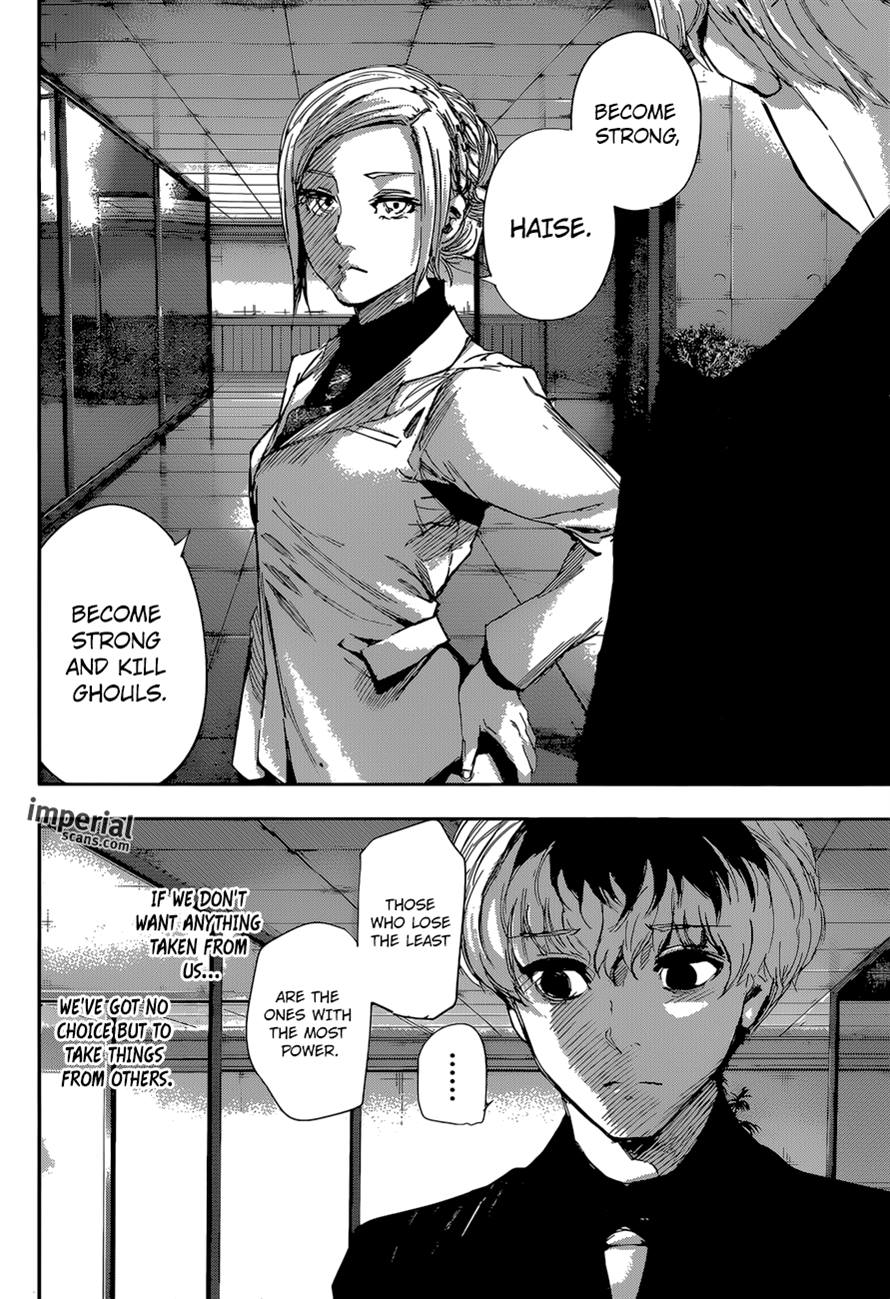 BECOME
STRONG,
HAISE.
BECOME
STRONG
AND KILL
GHOULS.
imperial
scans.com
THOSE
WHO LOSE
THE LEAST
ARE THE
ONES WITH
THE MOST
POWER.
......
IF WE DON'T
WANT ANYTHING
TAKEN FROM
US...
WE'VE GOT NO
CHOICE BUT TO
TAKE THINGS
FROM OTHERS.